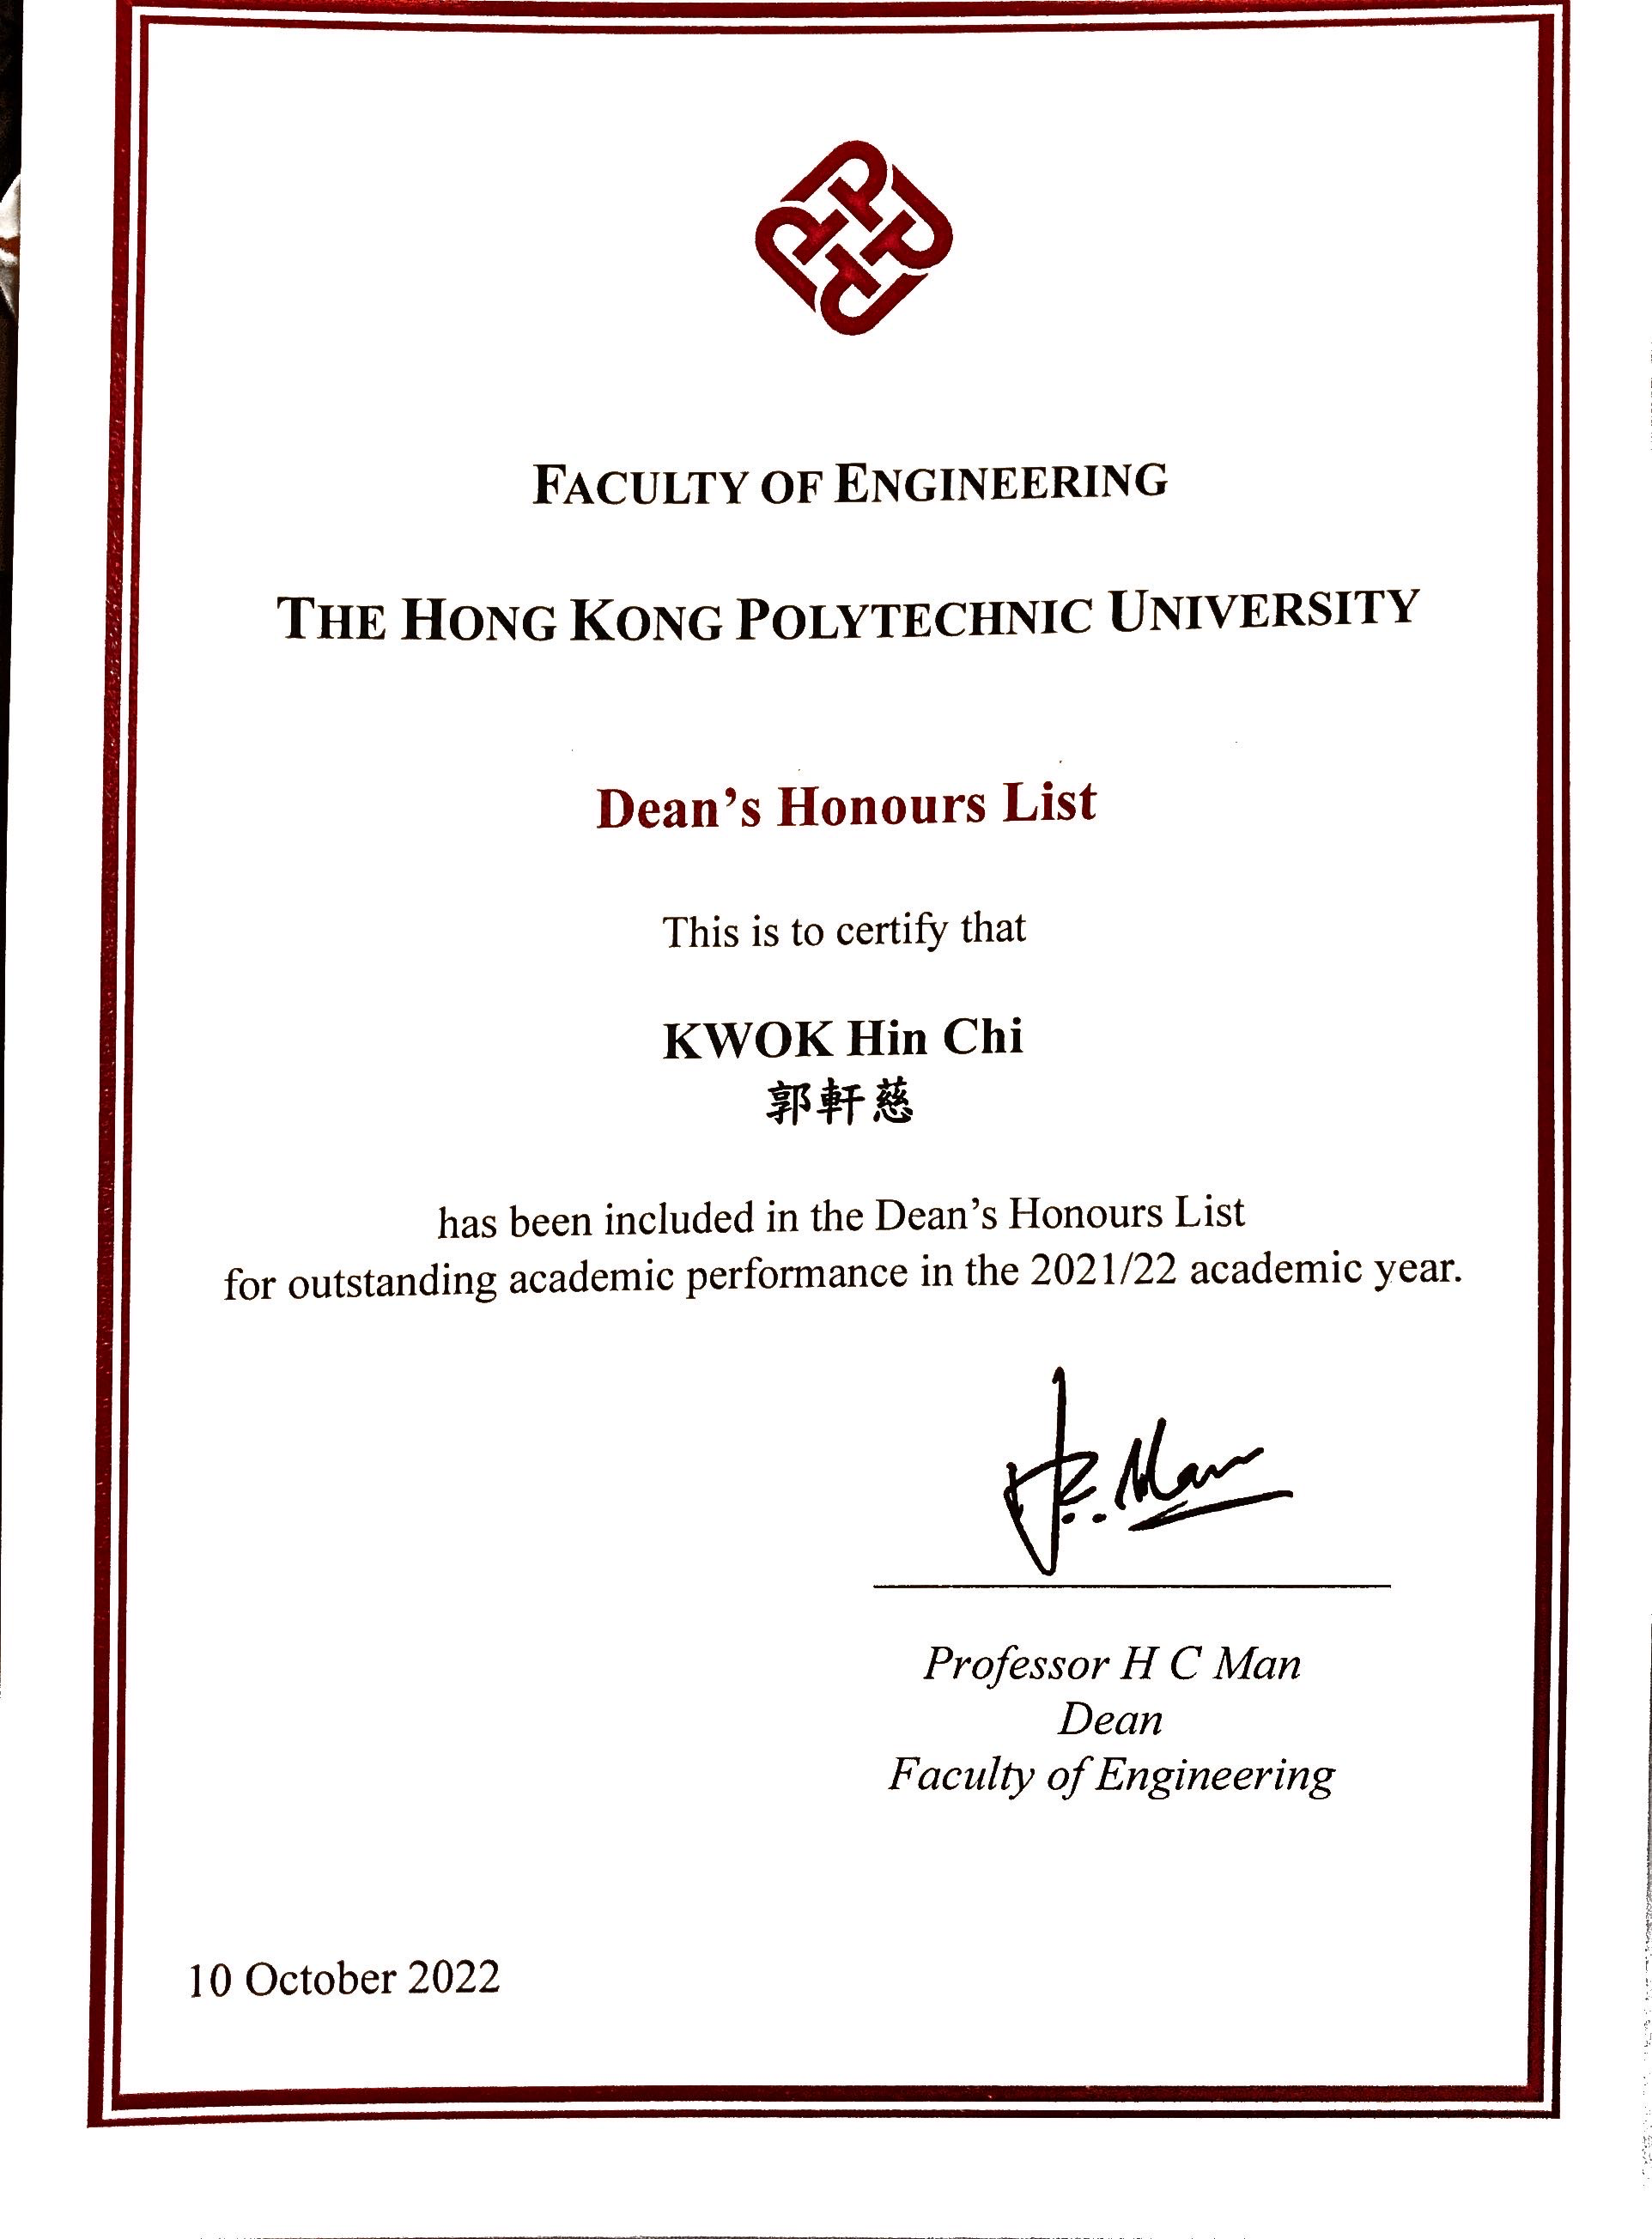 FACULTY OF ENGINEERING
THE HONG KONG POLYTECHNIC UNIVERSITY
Dean's Honours List
This is to certify that
KWOK Hin Chi
郭軒慈
has been included in the Dean's Honours List
for outstanding academic performance in the 2021/22 academic year.
H.C. Man
Professor H C Man
Dean
Faculty of Engineering
10 October 2022